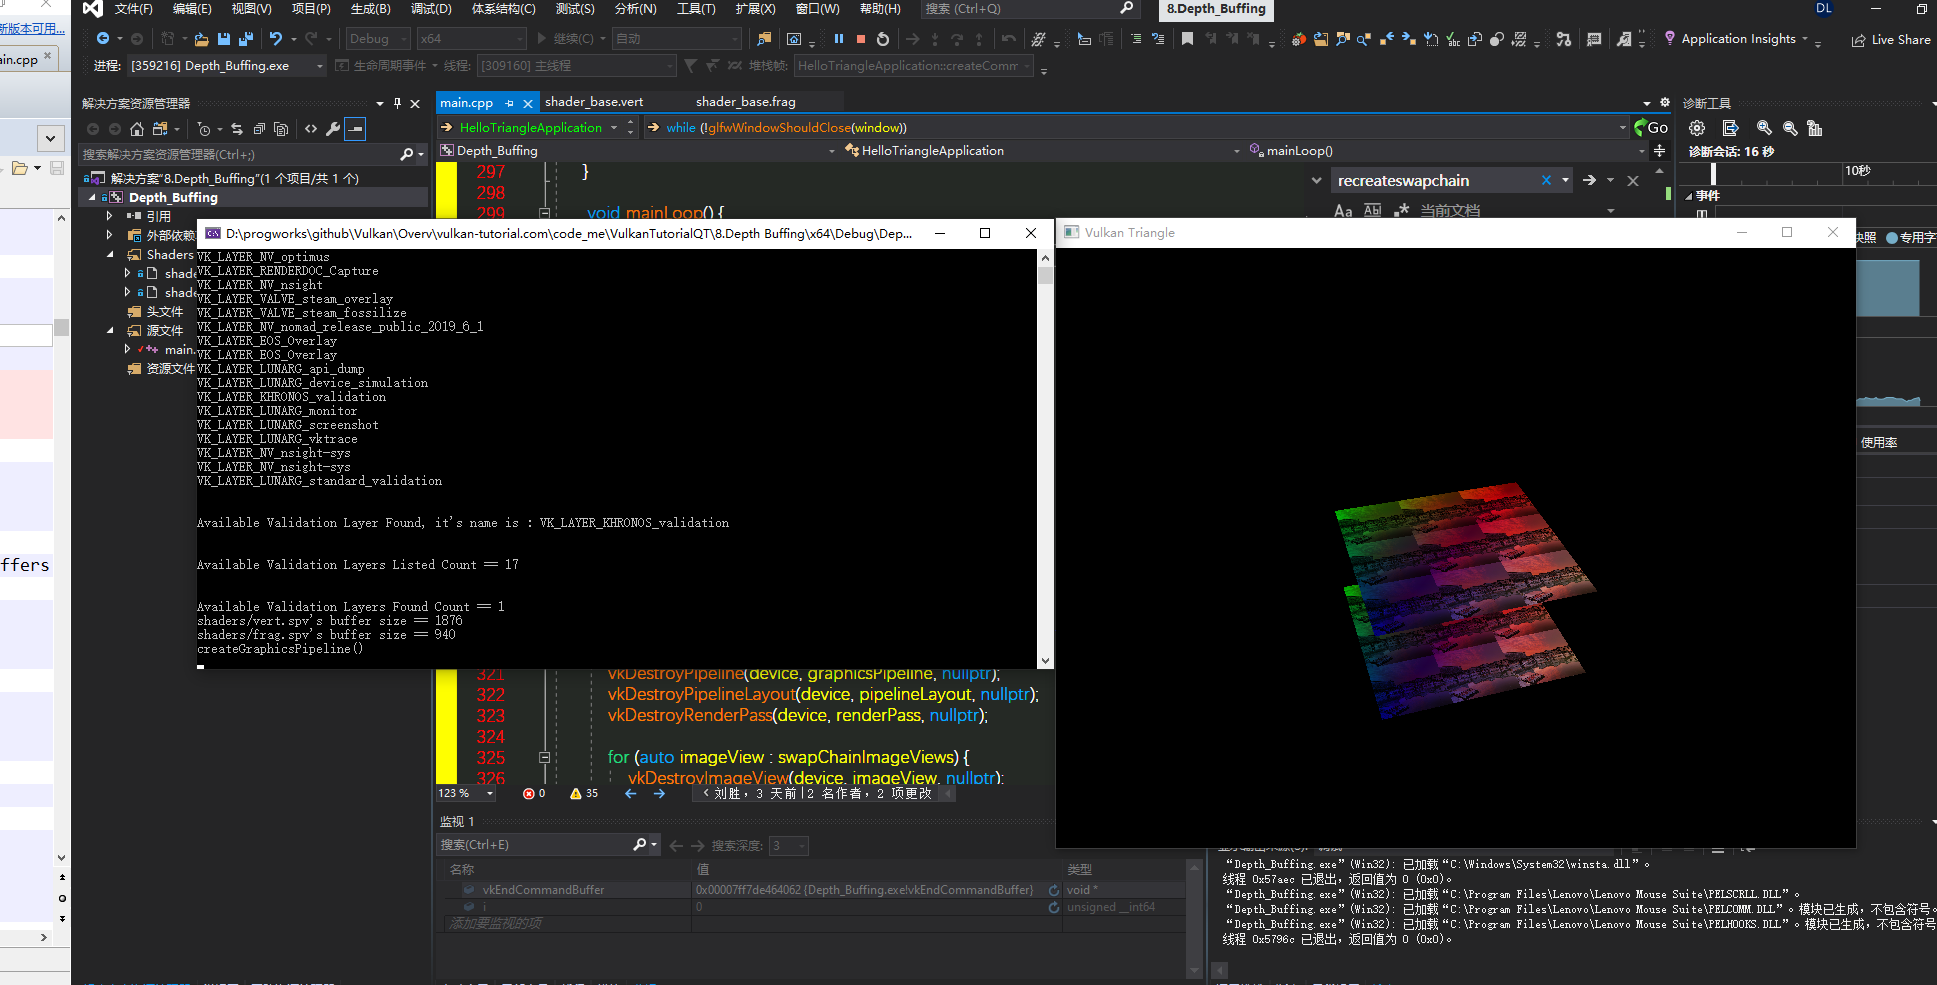 文件(F) 编辑(E) 视图(V) 项目(P) 生成(B) 调试(D) 体系结构(C) 测试(S) 分析(N) 工具(T) 扩展(X) 窗口(W) 帮助(H) 搜索 (Ctrl+Q) 8.Depth_Buffing DL
新版本可用...
Debug x64 继续(C) 自动 Application Insights Live Share
ain.cpp
进程: [359216] Depth_Buffing.exe 生命周期事件 线程: [309160] 主线程 堆栈帧: HelloTriangleApplication::createComm
解决方案资源管理器
main.cpp shader_base.vert shader_base.frag 诊断工具
HelloTriangleApplication while (!glfwWindowShouldClose(window)) Go
搜索解决方案资源管理器(Ctrl+;)
Depth_Buffing HelloTriangleApplication mainLoop() 诊断会话: 16 秒
解决方案"8.Depth_Buffing"(1 个项目/共 1 个)
Depth_Buffing
引用
外部依赖
Shaders
shade
shade
头文件
源文件
main.
资源文件
297 }
298
299 void mainLoop() {
recreateswapchain
Aa Abl .* 当前文档
10秒
事件
快照 专用字
使用率
D:\progworks\github\Vulkan\Overv\vulkan-tutorial.com\code_me\VulkanTutorialQT\8.Depth Buffing\x64\Debug\Dep...
VK_LAYER_NV_optimus
VK_LAYER_RENDERDOC_Capture
VK_LAYER_NV_nsight
VK_LAYER_VALVE_steam_overlay
VK_LAYER_VALVE_steam_fossilize
VK_LAYER_NV_nomad_release_public_2019_6_1
VK_LAYER_EOS_Overlay
VK_LAYER_EOS_Overlay
VK_LAYER_LUNARG_api_dump
VK_LAYER_LUNARG_device_simulation
VK_LAYER_KHRONOS_validation
VK_LAYER_LUNARG_monitor
VK_LAYER_LUNARG_screenshot
VK_LAYER_LUNARG_vktrace
VK_LAYER_NV_nsight-sys
VK_LAYER_NV_nsight-sys
VK_LAYER_LUNARG_standard_validation
Available Validation Layer Found, it's name is : VK_LAYER_KHRONOS_validation
Available Validation Layers Listed Count == 17
Available Validation Layers Found Count == 1
shaders/vert.spv's buffer size == 1876
shaders/frag.spv's buffer size == 940
createGraphicsPipeline()
Vulkan Triangle
ffers
321 vkDestroyPipeline(device, graphicsPipeline, nullptr);
322 vkDestroyPipelineLayout(device, pipelineLayout, nullptr);
323 vkDestroyRenderPass(device, renderPass, nullptr);
324
325 for (auto imageView : swapChainImageViews) {
326 vkDestroyImageView(device, imageView, nullptr);
123 % 0 35 刘胜，3 天前 | 2 名作者，2 项更改
监视 1
搜索(Ctrl+E) 搜索深度: 3
名称 值 类型
vkEndCommandBuffer 0x00007ff7de464062 {Depth_Buffing.exe!vkEndCommandBuffer} void *
i 0 unsigned __int64
添加要监视的项
“Depth_Buffing.exe”(Win32): 已加载“C:\Windows\System32\winsta.dll”。
线程 0x57aec 已退出，返回值为 0 (0x0)。
“Depth_Buffing.exe”(Win32): 已加载“C:\Program Files\Lenovo\Lenovo Mouse Suite\PELSCRLL.DLL”。
“Depth_Buffing.exe”(Win32): 已加载“C:\Program Files\Lenovo\Lenovo Mouse Suite\PELCOMM.DLL”。模块已生成，不包含符号。
“Depth_Buffing.exe”(Win32): 已加载“C:\Program Files\Lenovo\Lenovo Mouse Suite\PELHOOKS.DLL”。模块已生成，不包含符号
线程 0x5796c 已退出，返回值为 0 (0x0)。